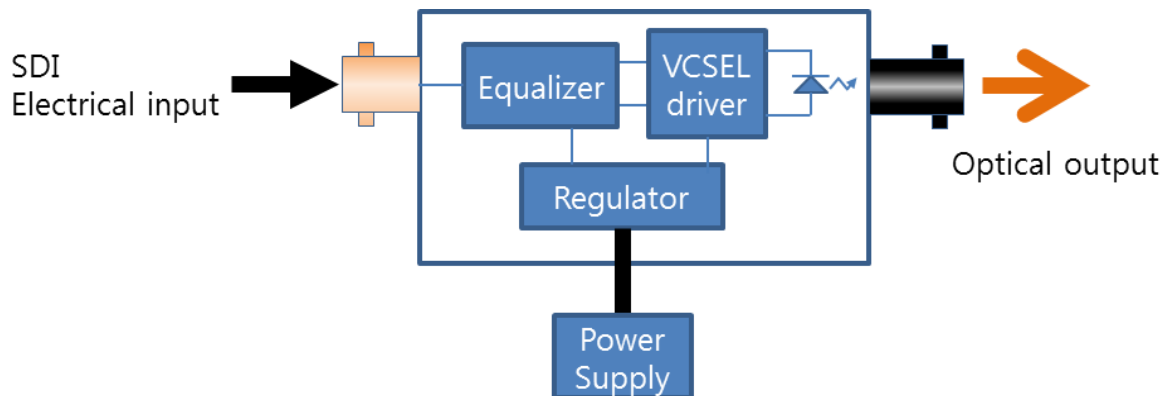 SDI
Electrical input
Equalizer
VCSEL
driver
Regulator
Optical output
Power
Supply